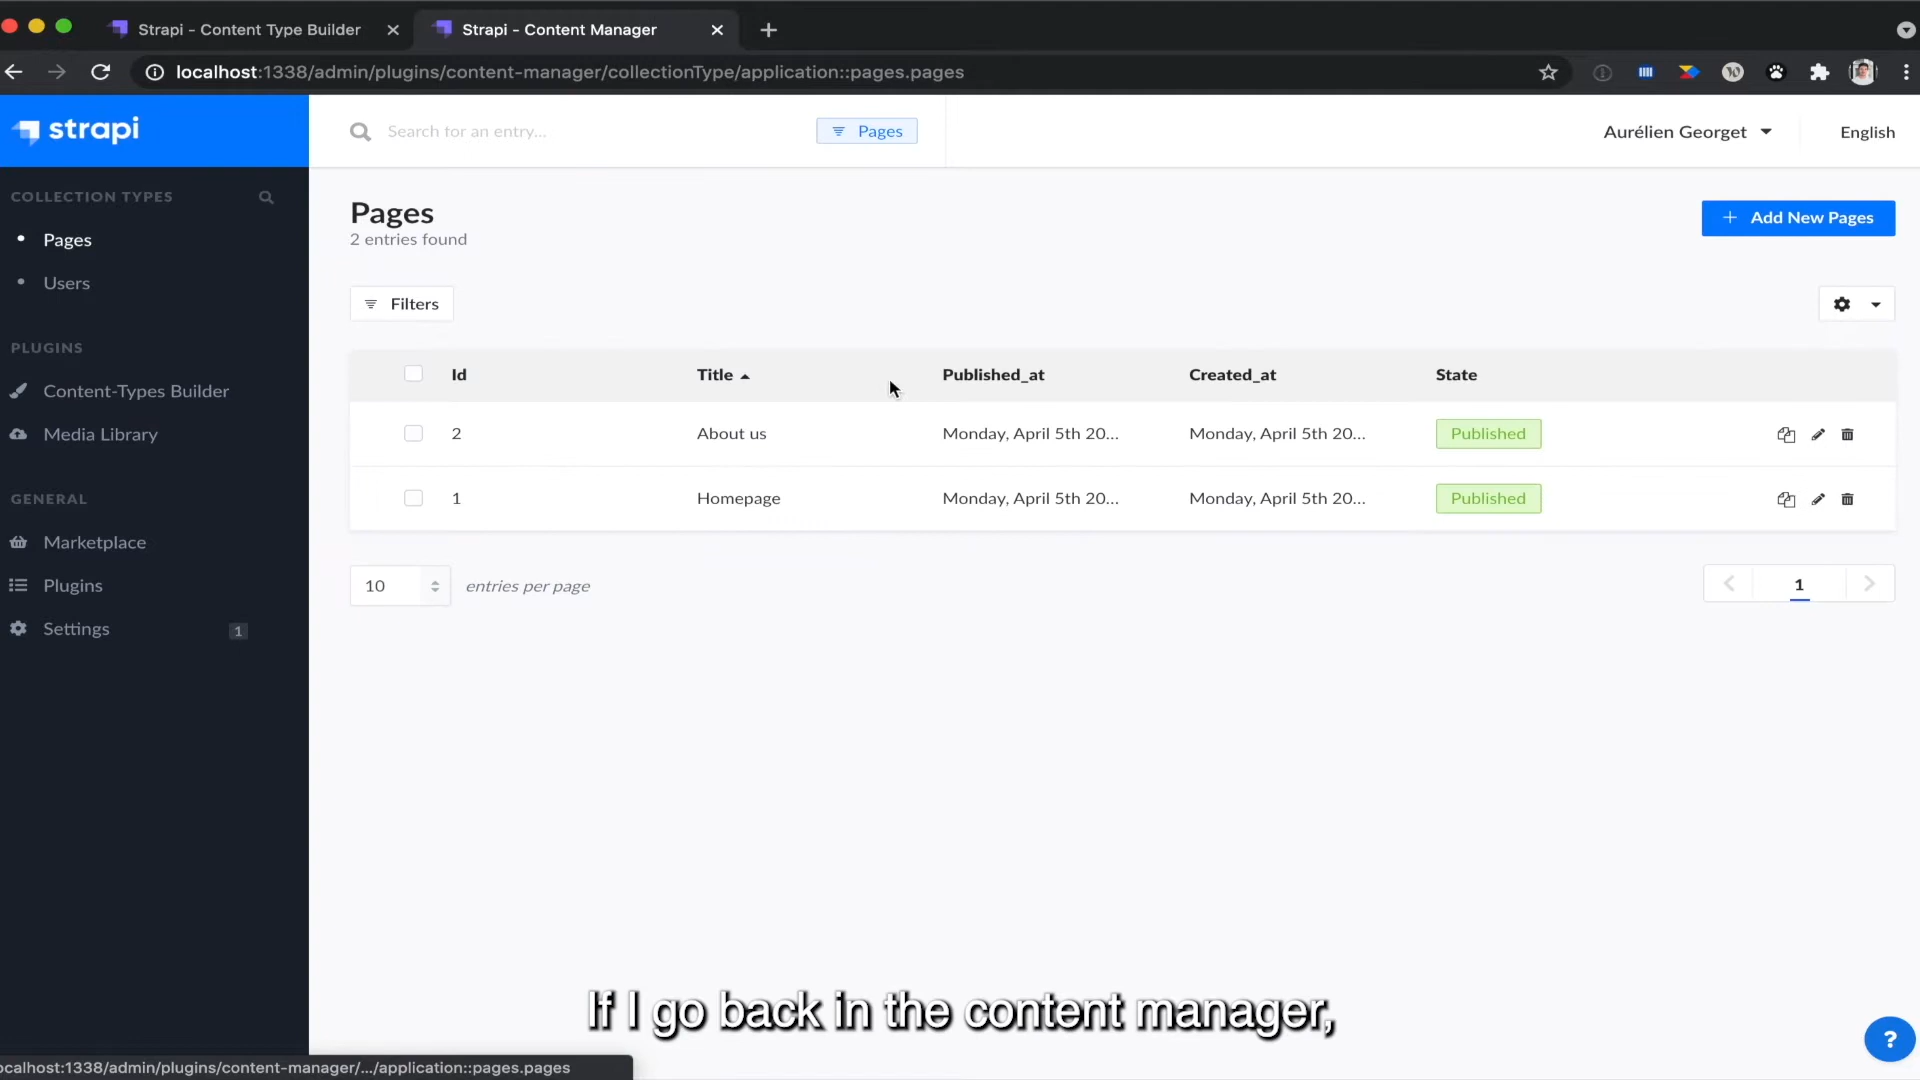 Strapi - Content Type Builder
Strapi - Content Manager
localhost:1338/admin/plugins/content-manager/collectionType/application::pages.pages
strapi
Search for an entry...
Pages
Aurélien Georget
English
COLLECTION TYPES
Pages
Users
PLUGINS
Content-Types Builder
Media Library
GENERAL
Marketplace
Plugins
Settings 1
Pages
2 entries found
Add New Pages
Filters
Id Title Published_at Created_at State
2 About us Monday, April 5th 20... Monday, April 5th 20... Published
1 Homepage Monday, April 5th 20... Monday, April 5th 20... Published
10 entries per page
1
If I go back in the content manager,
?
ocalhost:1338/admin/plugins/content-manager/.../application::pages.pages